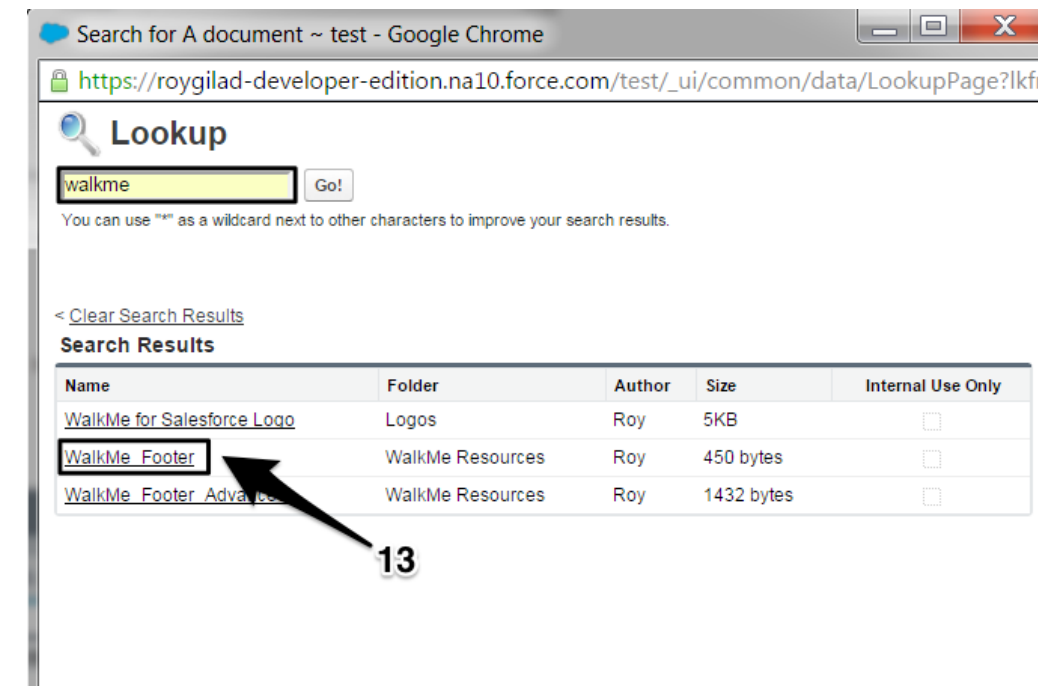 Search for A document ~ test - Google Chrome
X
https://roygilad-developer-edition.na10.force.com/test/_ui/common/data/LookupPage?lkf
Lookup
walkme Go!
You can use "*" as a wildcard next to other characters to improve your search results.
< Clear Search Results
Search Results
Name Folder Author Size Internal Use Only
WalkMe for Salesforce Logo Logos Roy 5KB
WalkMe_Footer WalkMe Resources Roy 450 bytes
WalkMe_Footer WalkMe Resources Roy 1432 bytes
13